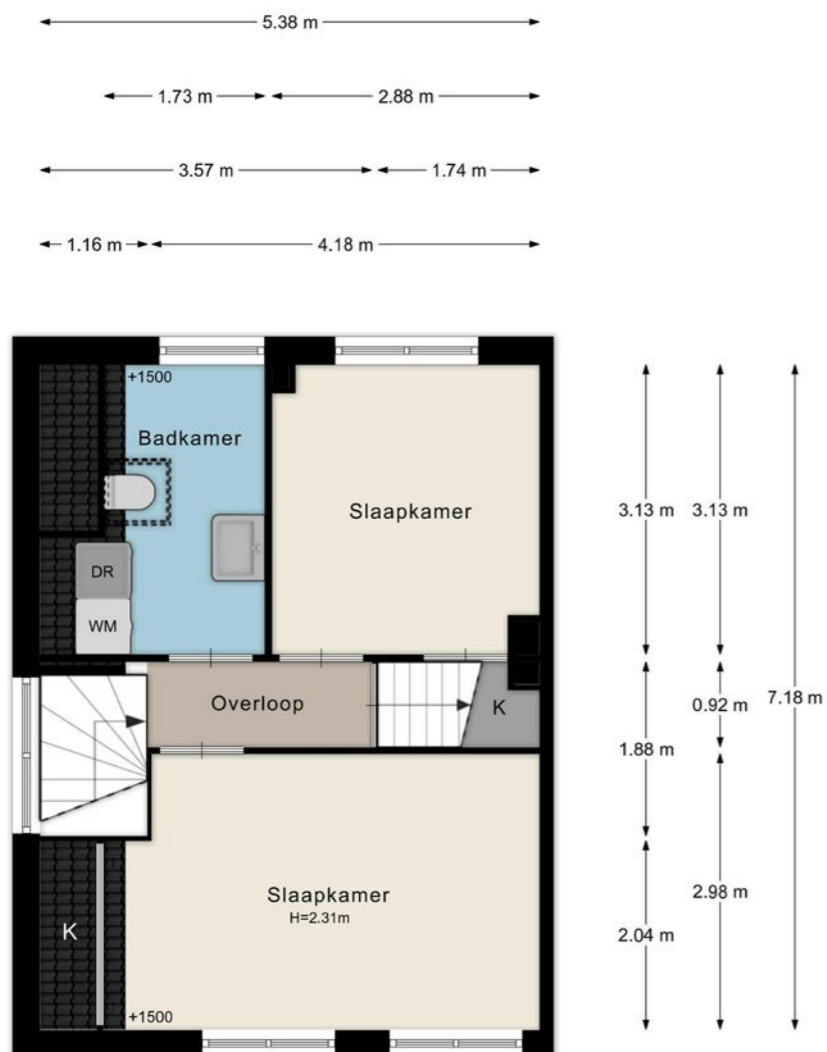 5.38 m
1.73 m
2.88 m
3.57 m
1.74 m
1.16 m
4.18 m
+1500
Badkamer
Slaapkamer
3.13 m
3.13 m
DR
WM
Overloop
K
0.92 m
7.18 m
1.88 m
Slaapkamer
H=2.31m
2.98 m
K
2.04 m
+1500